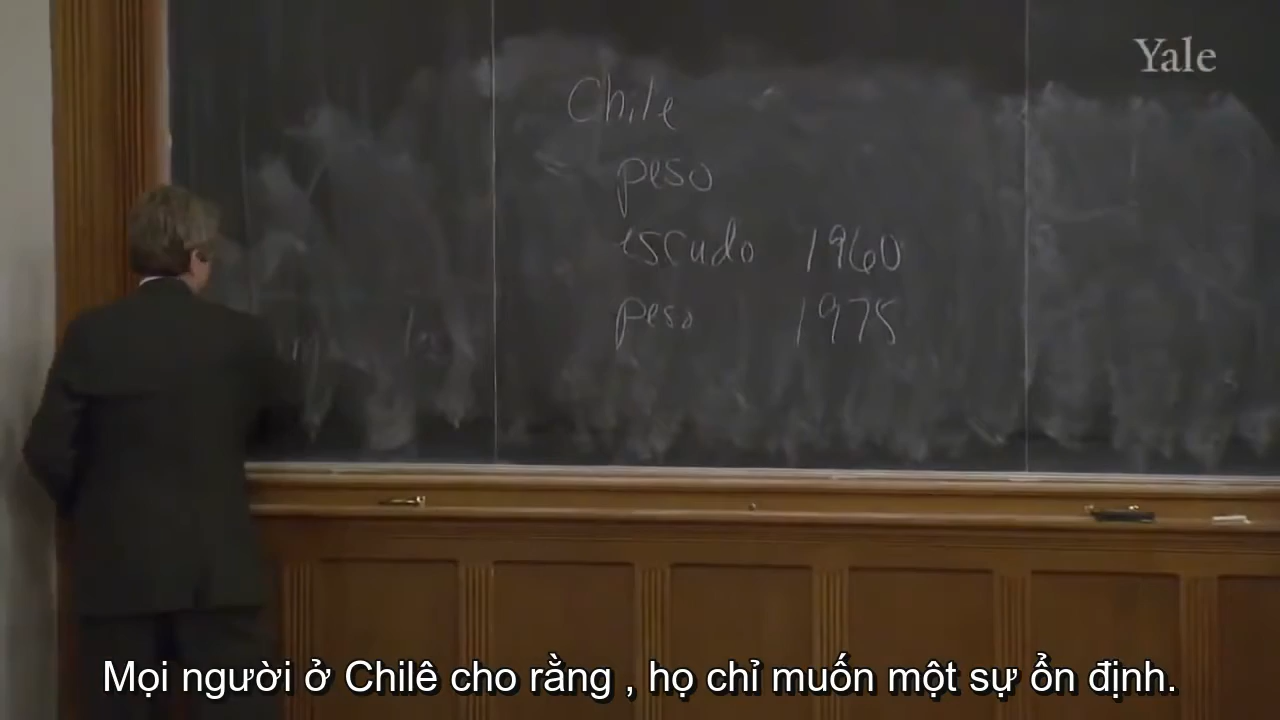 Yale
Chile
peso
escudo 1960
peso 1975
Mọi người ở Chilê cho rằng , họ chỉ muốn một sự ổn định.